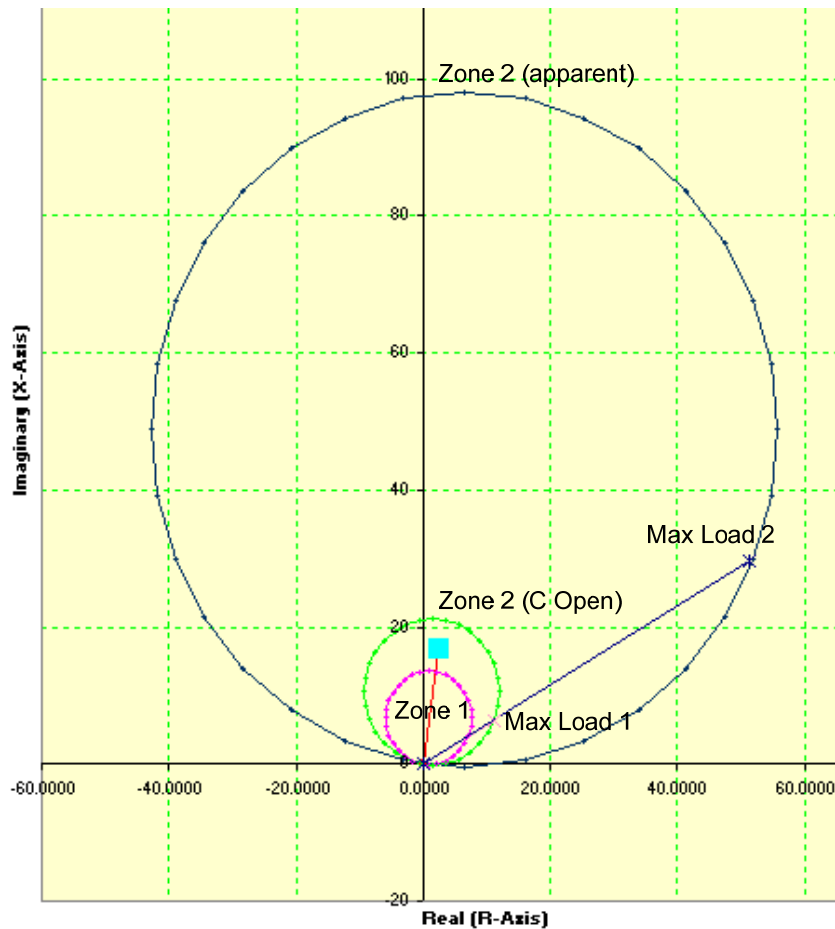 100
Zone 2 (apparent)
80
60
Imaginary (X-Axis)
40
Max Load 2
Zone 2 (C Open)
20
Zone 1
Max Load 1
0
-60.0000 -40.0000 -20.0000 0.0000 20.0000 40.0000 60.0000
-20
Real (R-Axis)